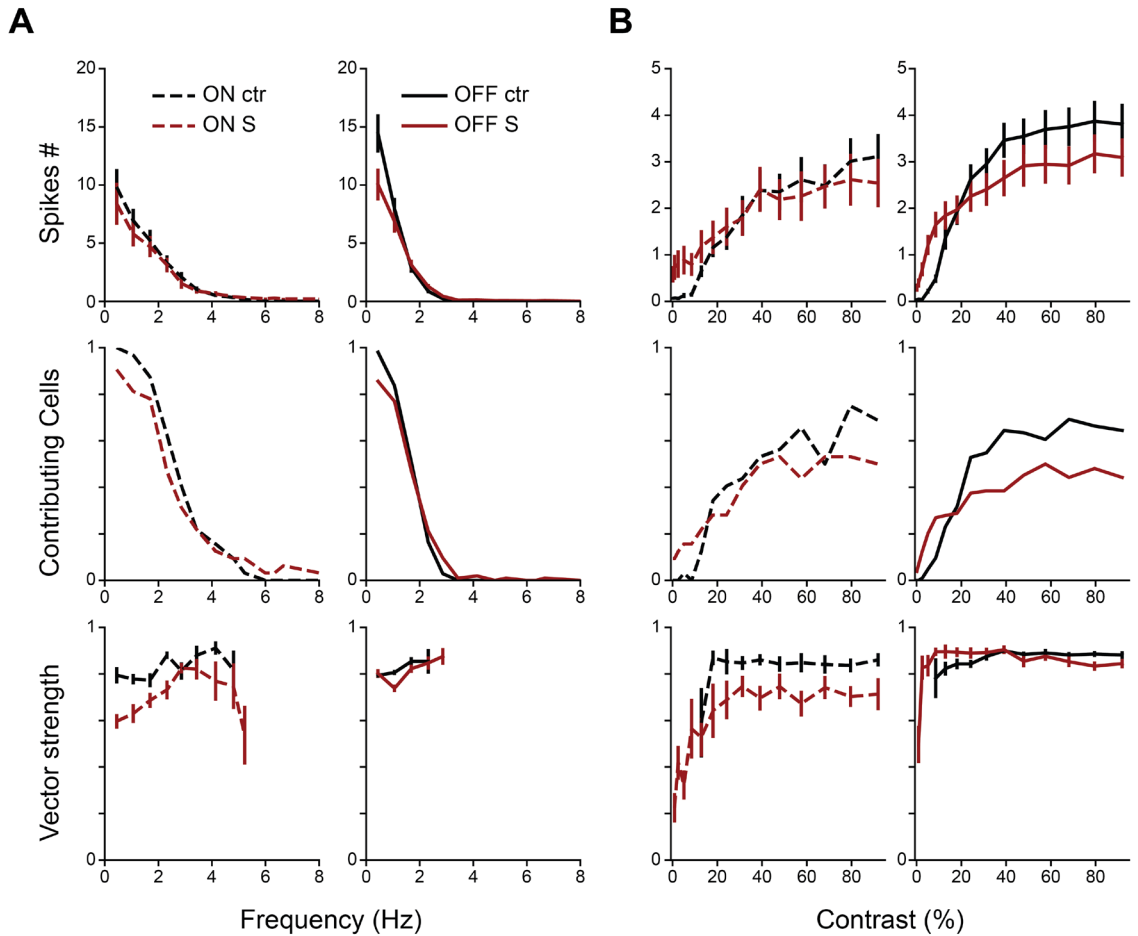 A
B
Spikes #
20
15
10
5
0
0 2 4 6 8
ON ctr
ON S
20
15
10
5
0
0 2 4 6 8
OFF ctr
OFF S
5
4
3
2
1
0
0 20 40 60 80
5
4
3
2
1
0
0 20 40 60 80
Contributing Cells
1
0
0 2 4 6 8
1
0
0 2 4 6 8
1
0
0 20 40 60 80
1
0
0 20 40 60 80
Vector strength
1
0
0 2 4 6 8
1
0
0 2 4 6 8
1
0
0 20 40 60 80
1
0
0 20 40 60 80
Frequency (Hz)
Contrast (%)